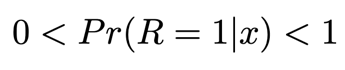 0 < Pr(R = 1|x) < 1